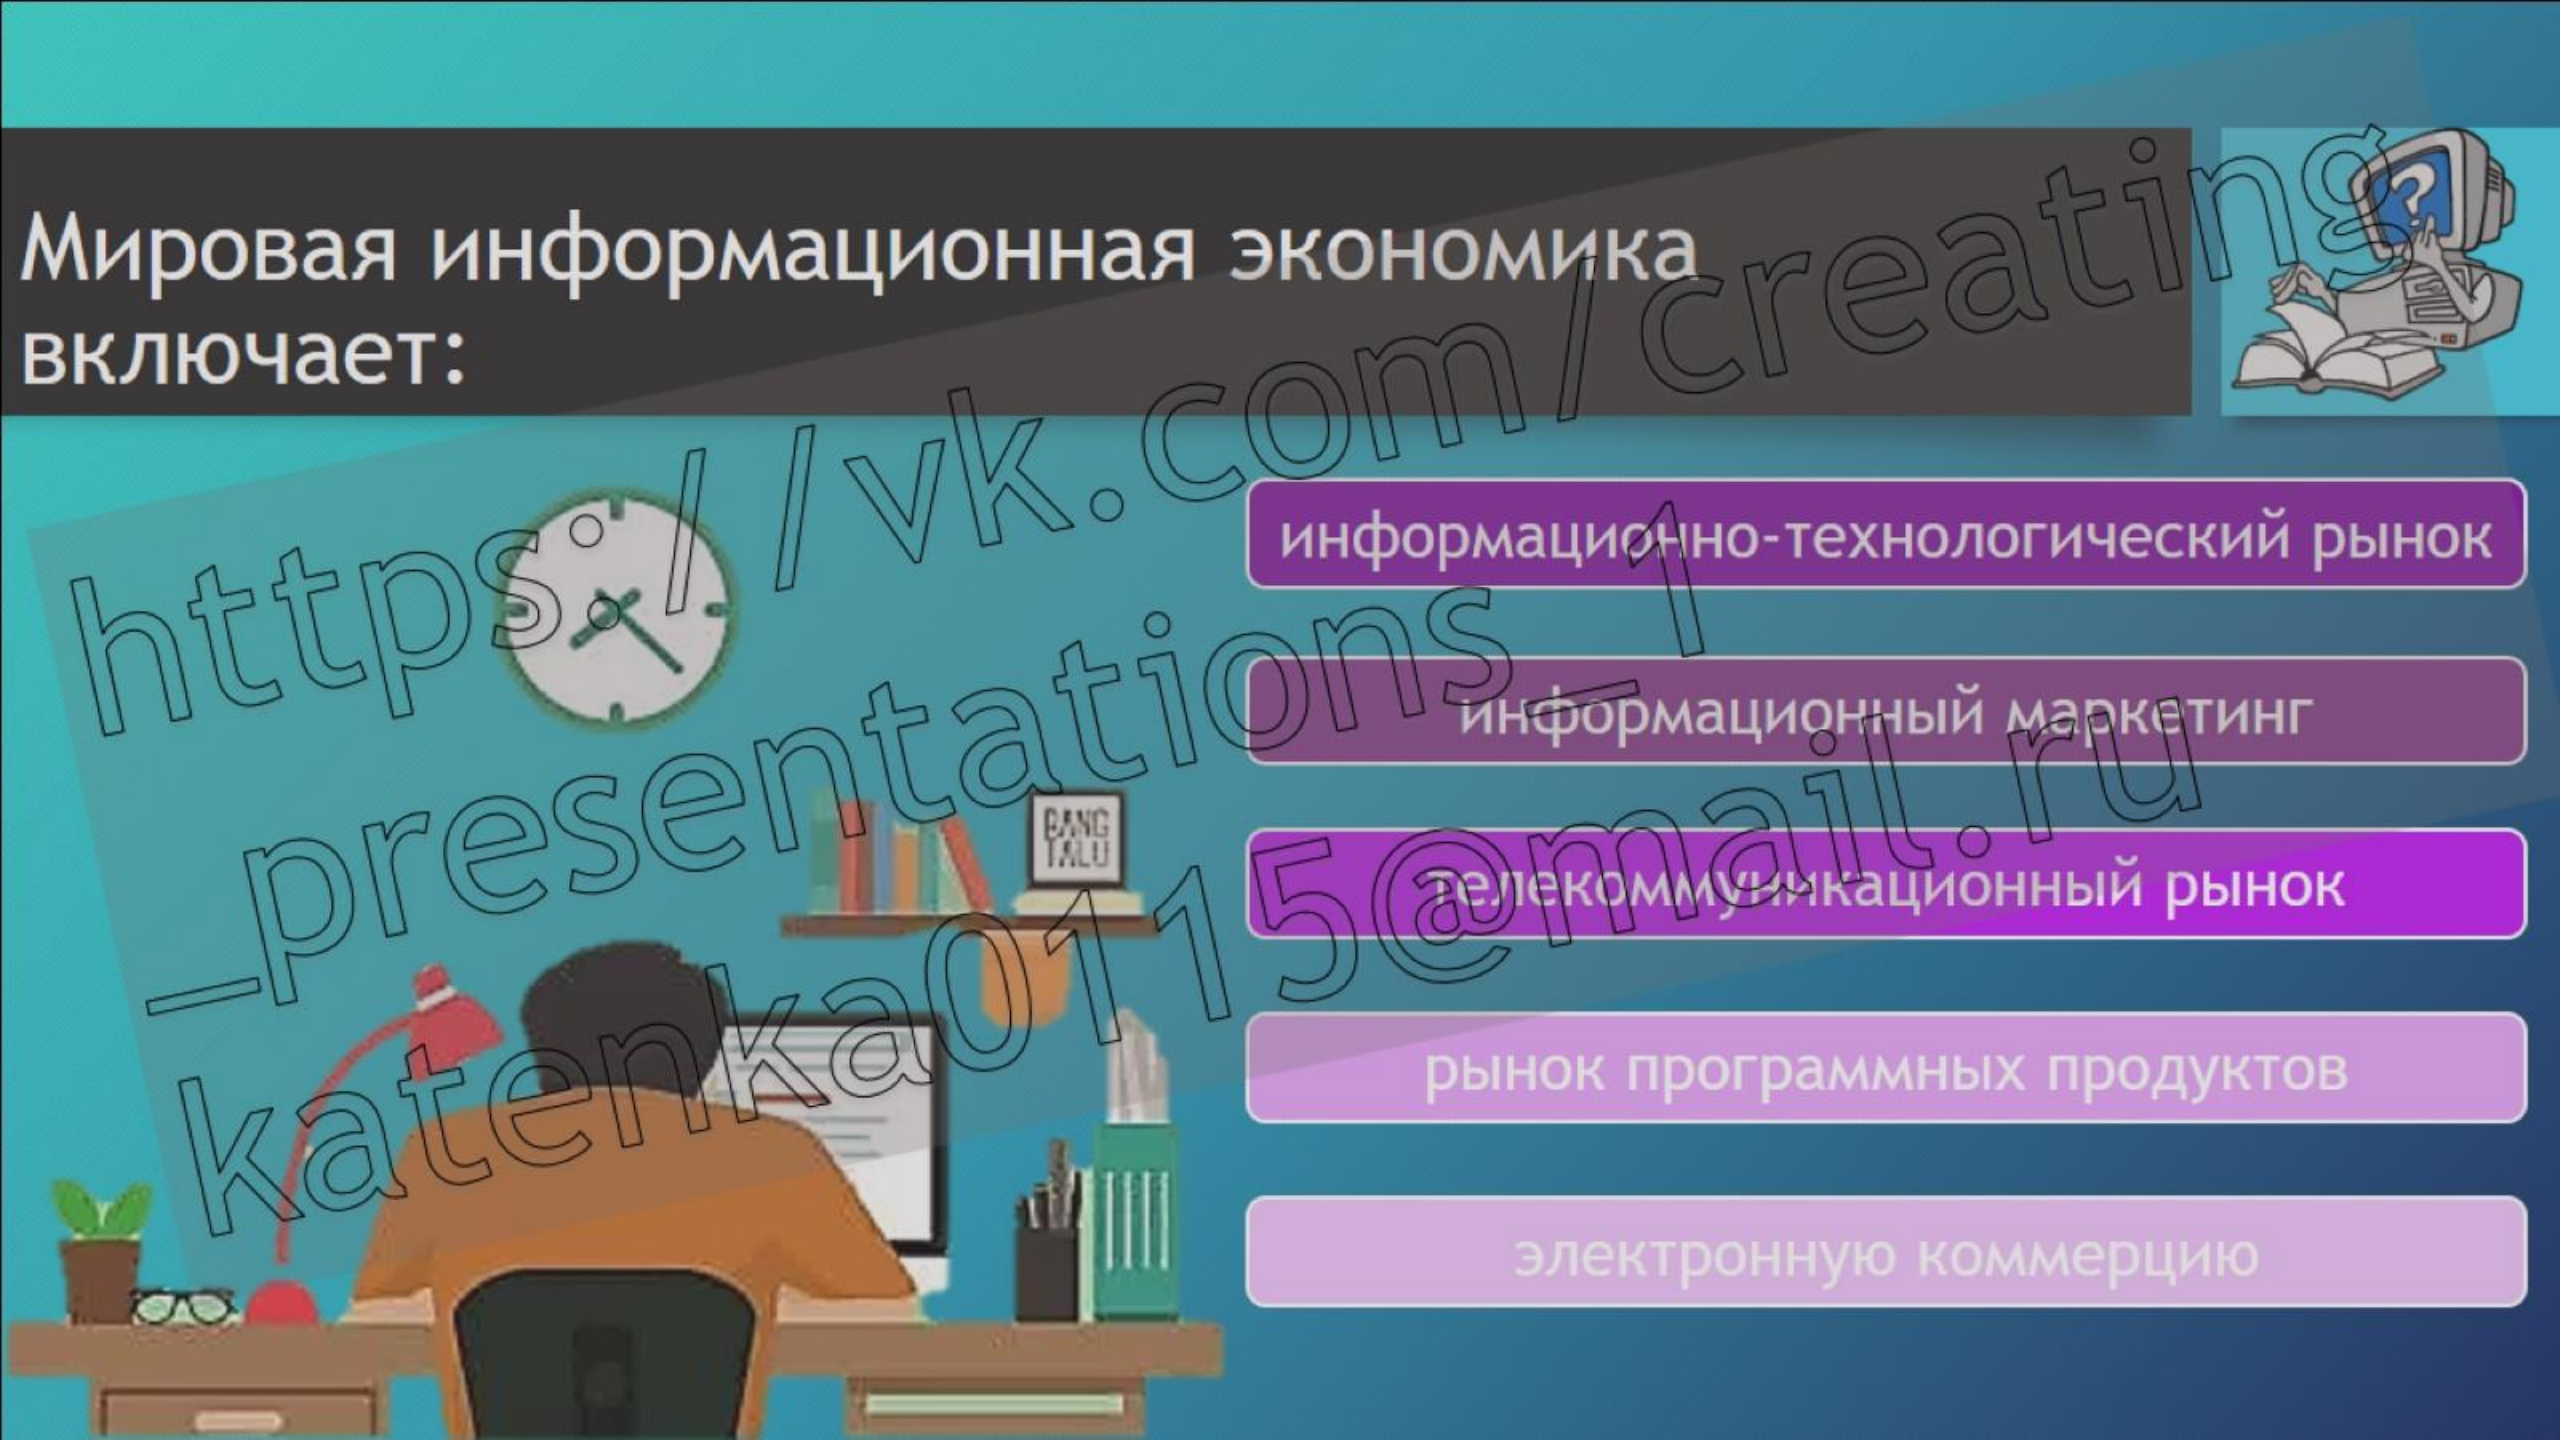 Мировая информационная экономика
включает:
информационно-технологический рынок
информационный маркетинг
телекоммуникационный рынок
рынок программных продуктов
электронную коммерцию
https://vk.com/creating
_presentations_1
katenka0115@mail.ru
BANG
TALU